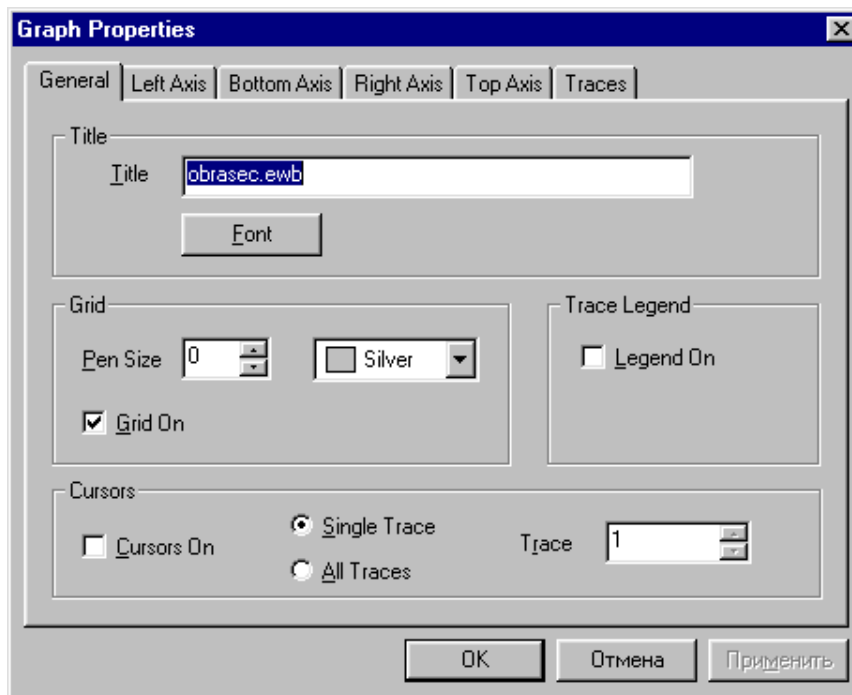 Graph Properties
General Left Axis Bottom Axis Right Axis Top Axis Traces
Title
Title obrasec.ewb
Font
Grid Trace Legend
Pen Size 0 Silver Legend On
Grid On
Cursors
Cursors On Single Trace Trace 1
All Traces
OK Отмена Применить